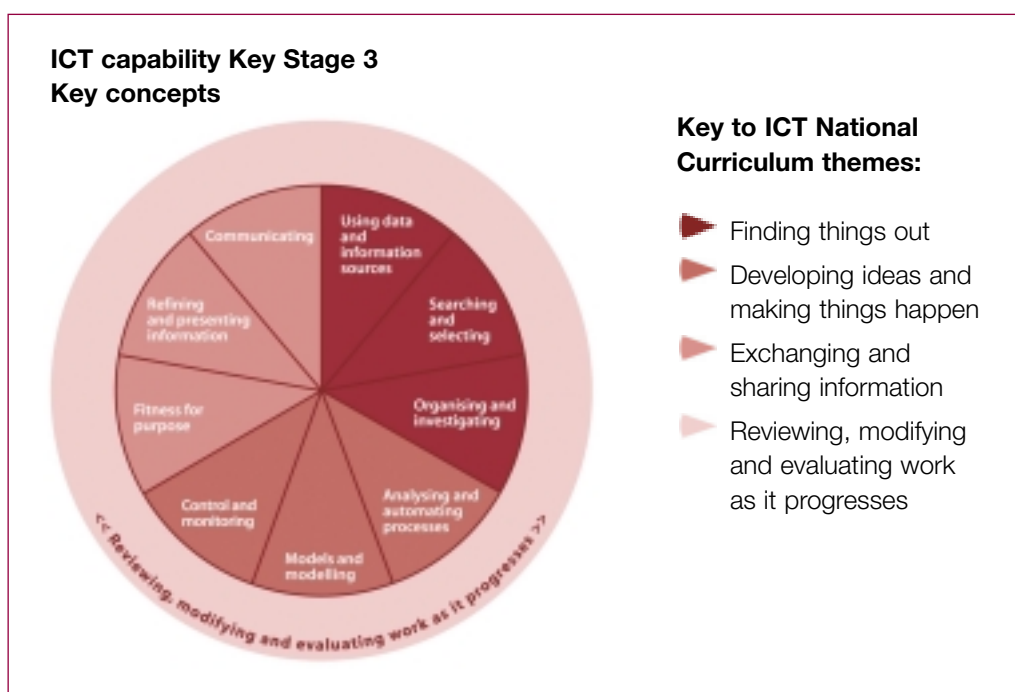 ICT capability Key Stage 3
Key concepts
Using data
and
information
sources
Searching
and
selecting
Organising and
investigating
Analysing and
automating
processes
Models and
modelling
Control and
monitoring
Fitness for
purpose
Refining
and presenting
information
Communicating
<< Reviewing, modifying and evaluating work as it progresses >>
Key to ICT National
Curriculum themes:
Finding things out
Developing ideas and
making things happen
Exchanging and
sharing information
Reviewing, modifying
and evaluating work
as it progresses